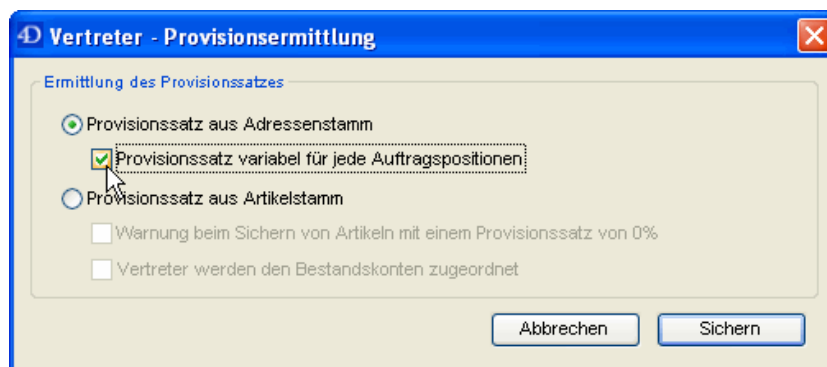 4D Vertreter - Provisionsermittlung
Ermittlung des Provisionssatzes
Provisionssatz aus Adressenstamm
Provisionssatz variabel für jede Auftragspositionen
Provisionssatz aus Artikelstamm
Warnung beim Sichern von Artikeln mit einem Provisionssatz von 0%
Vertreter werden den Bestandskonten zugeordnet
Abbrechen Sichern